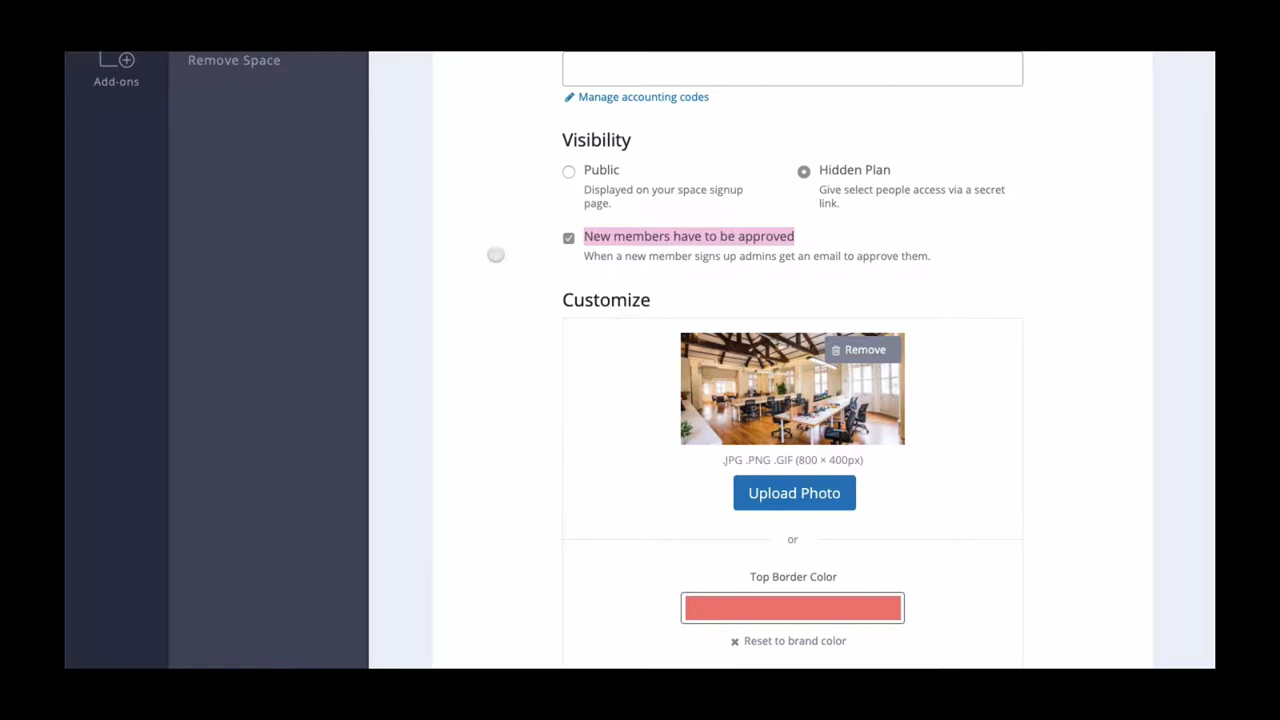 Add-ons
Remove Space
Manage accounting codes
Visibility
Public
Displayed on your space signup
page.
Hidden Plan
Give select people access via a secret
link.
New members have to be approved
When a new member signs up admins get an email to approve them.
Customize
Remove
.JPG .PNG .GIF (800 × 400px)
Upload Photo
or
Top Border Color
Reset to brand color